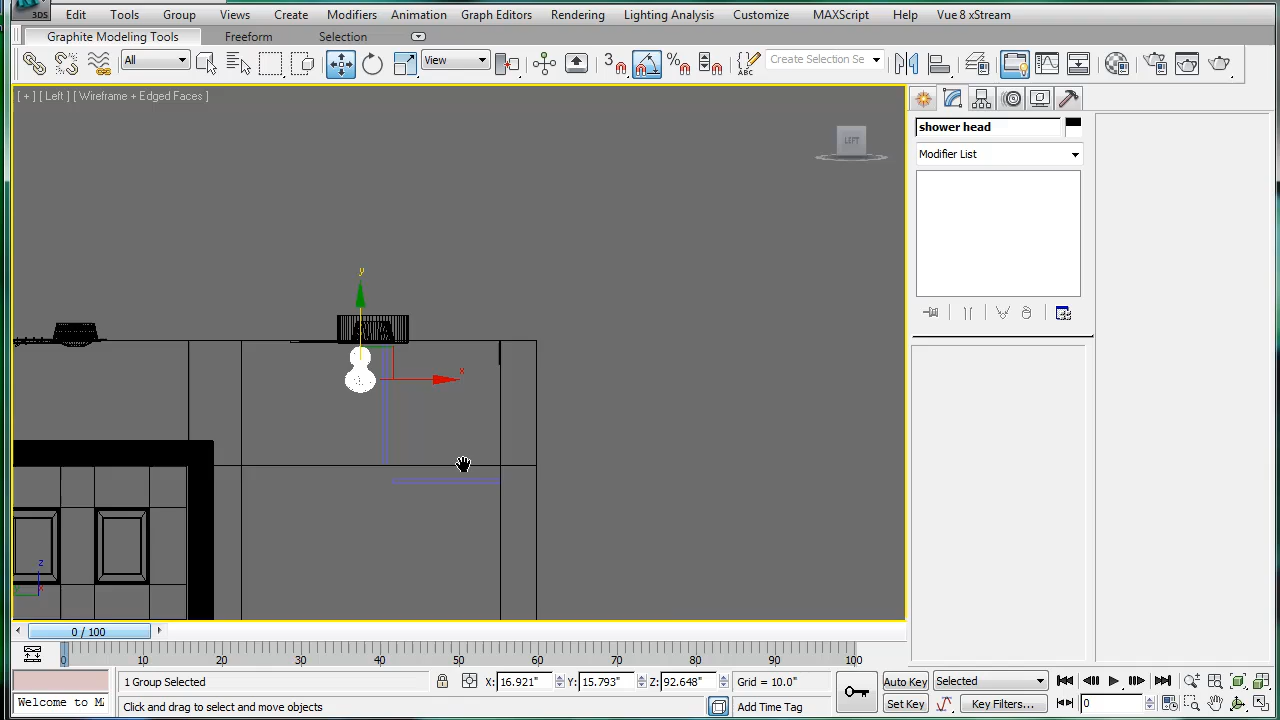 3DS Edit Tools Group Views Create Modifiers Animation Graph Editors Rendering Lighting Analysis Customize MAXScript Help Vue 8 xStream
Graphite Modeling Tools Freeform Selection
All View 3 % ABC Create Selection Se
[ + ] [ Left ] [ Wireframe + Edged Faces ]
LEFT
shower head
Modifier List
y
x
z
y x
0 / 100
0 10 20 30 40 50 60 70 80 90 100
1 Group Selected X: 16.921" Y: 15.793" Z: 92.648" Grid = 10.0" Auto Key Selected
Welcome to M Click and drag to select and move objects Add Time Tag Set Key Key Filters... 0